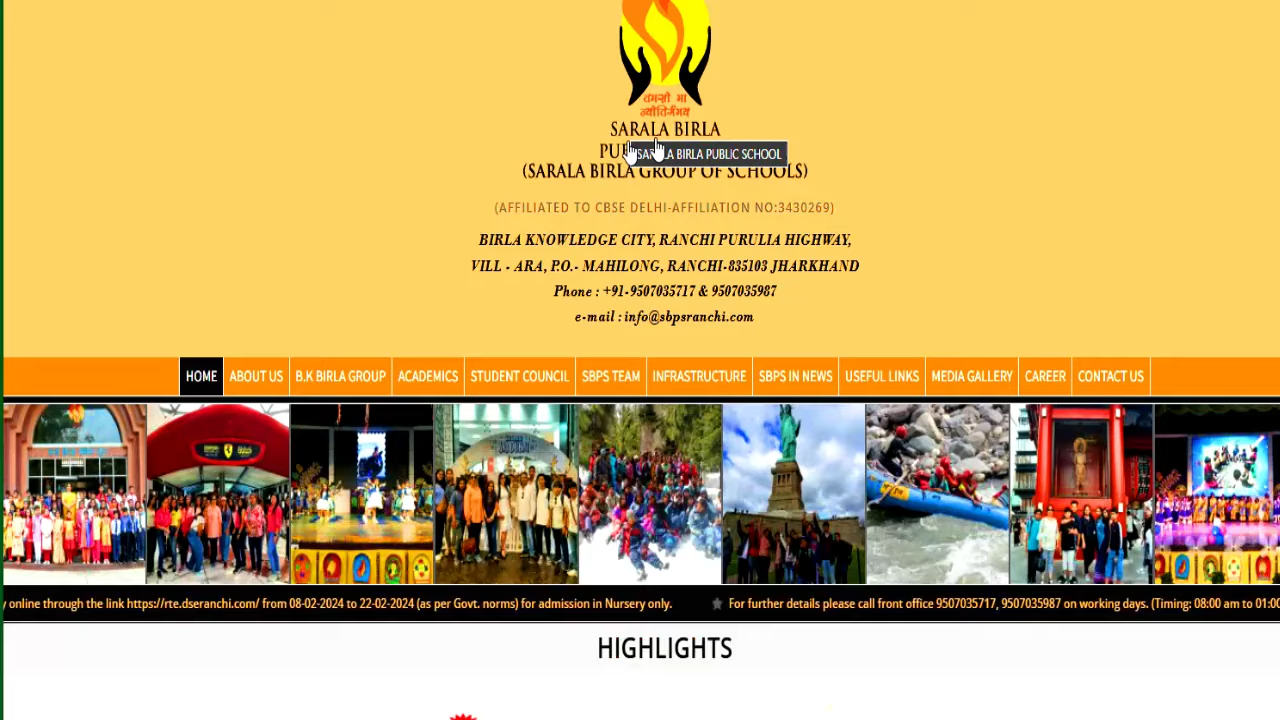 तमसो मा
ज्योतिर्गमय
SARALA BIRLA
SARALA BIRLA PUBLIC SCHOOL
(SARALA BIRLA GROUP OF SCHOOLS)
(AFFILIATED TO CBSE DELHI-AFFILIATION NO:3430269)
BIRLA KNOWLEDGE CITY, RANCHI PURULIA HIGHWAY,
VILL - ARA, P.O.- MAHILONG, RANCHI-835103 JHARKHAND
Phone : +91-9507035717 & 9507035987
e-mail : info@sbpsranchi.com
HOME ABOUT US B.K BIRLA GROUP ACADEMICS STUDENT COUNCIL SBPS TEAM INFRASTRUCTURE SBPS IN NEWS USEFUL LINKS MEDIA GALLERY CAREER CONTACT US
y online through the link https://rte.dseranchi.com/ from 08-02-2024 to 22-02-2024 (as per Govt. norms) for admission in Nursery only. For further details please call front office 9507035717, 9507035987 on working days. (Timing: 08:00 am to 01:00
HIGHLIGHTS